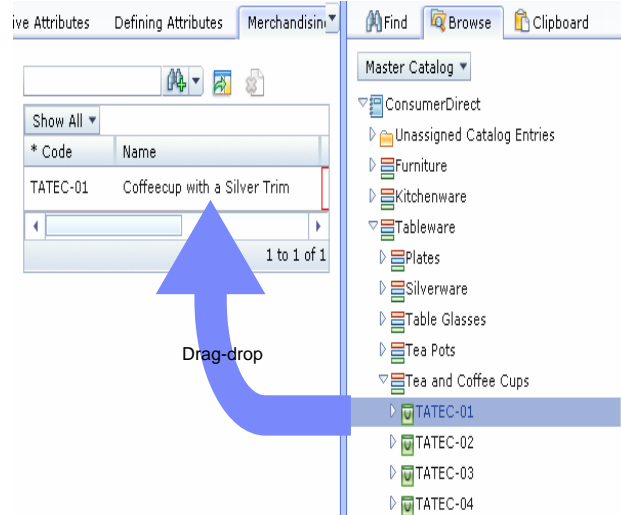 ive Attributes Defining Attributes Merchandising
Show All
* Code Name
TATEC-01 Coffeecup with a Silver Trim
1 to 1 of 1
Drag-drop
Find Browse Clipboard
Master Catalog
ConsumerDirect
Unassigned Catalog Entries
Furniture
Kitchenware
Tableware
Plates
Silverware
Table Glasses
Tea Pots
Tea and Coffee Cups
TATEC-01
TATEC-02
TATEC-03
TATEC-04